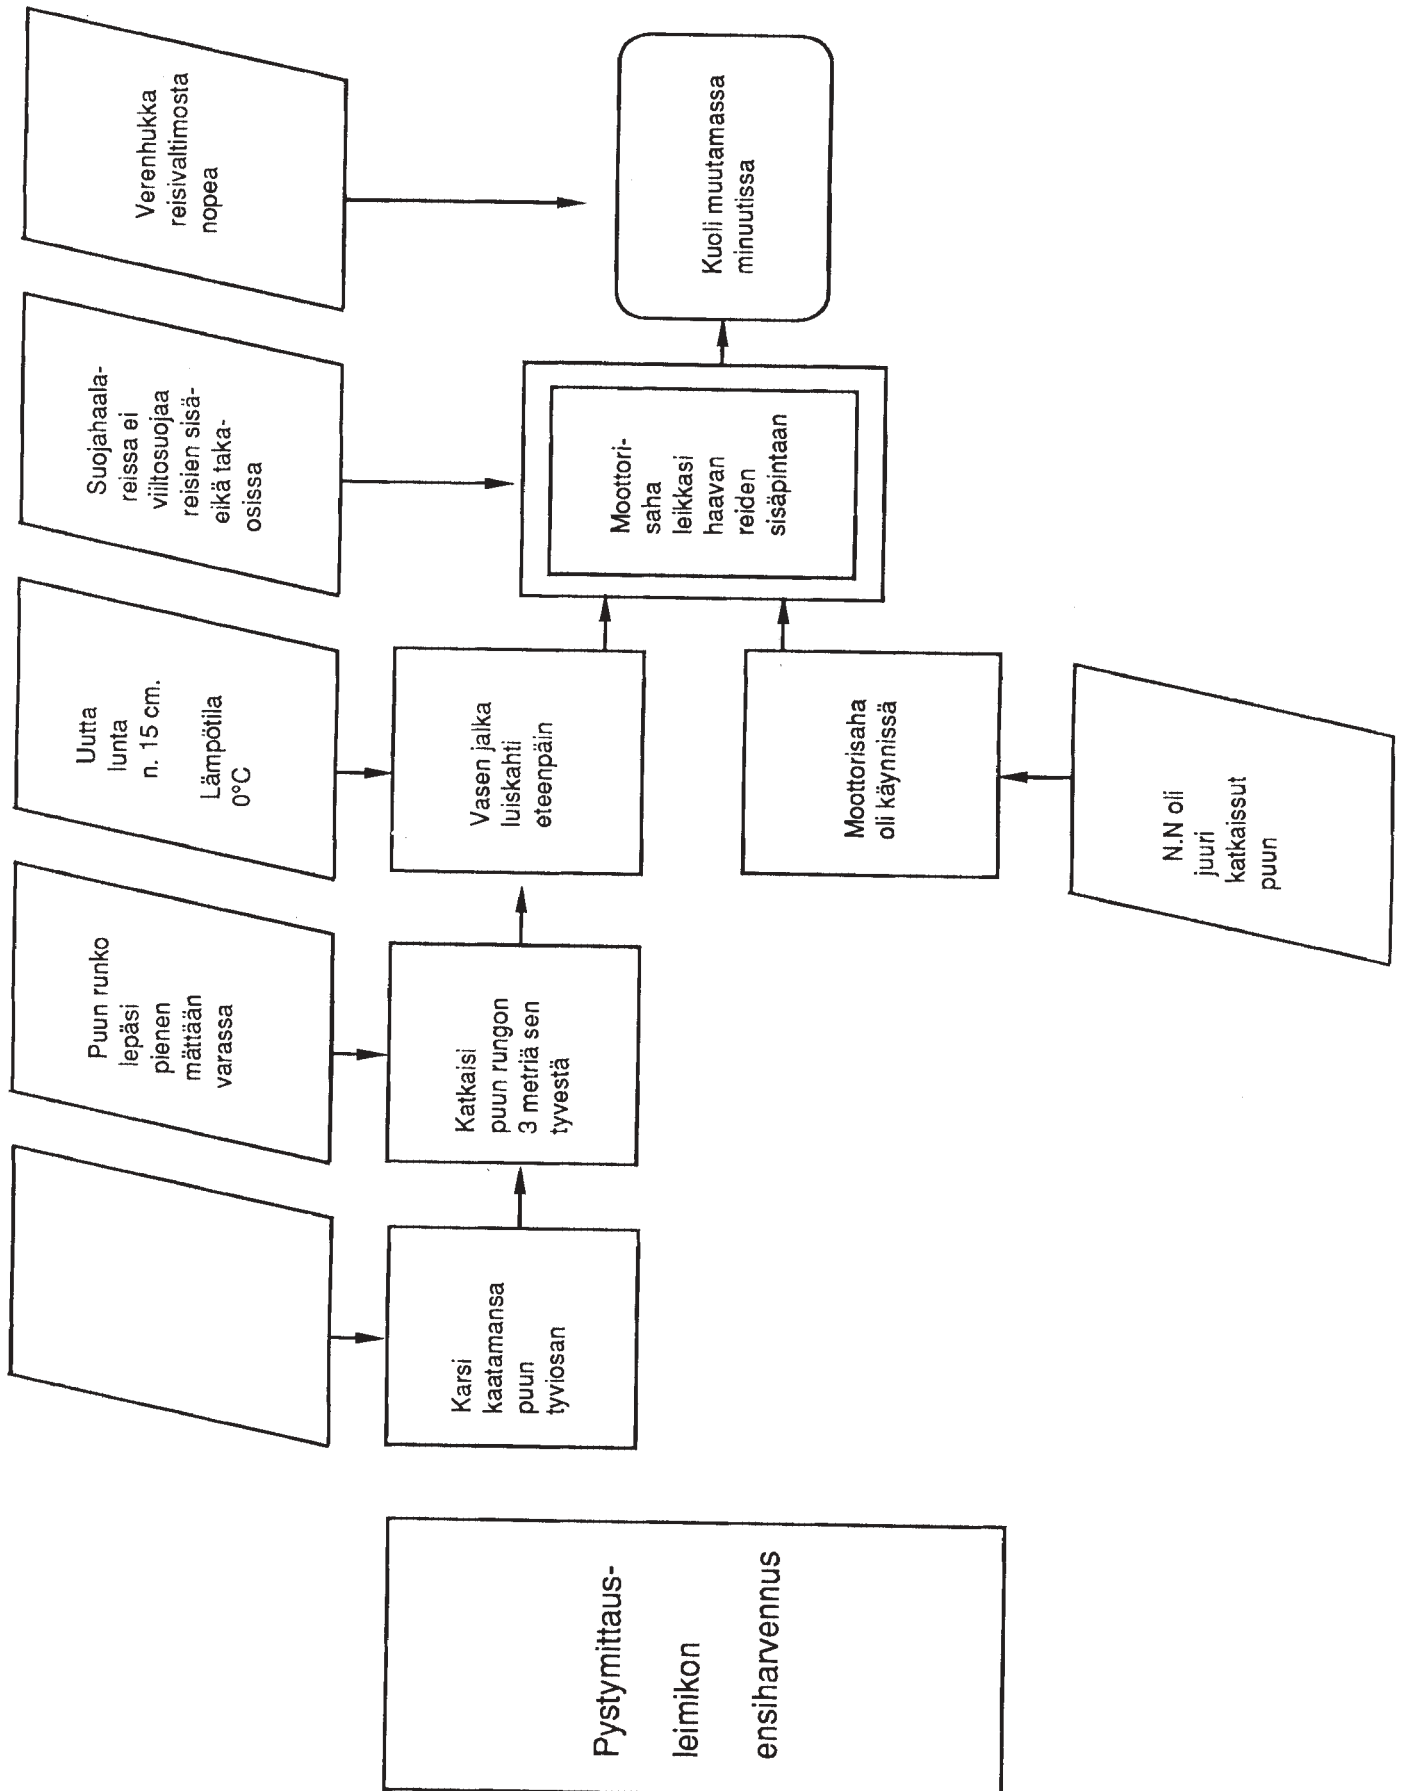 Pystymittaus-
leimikon
ensiharvennus
Karsi
kaatamansa
puun
tyviosan
Puun runko
lepäsi
pienen
mättään
varassa
Katkaisi
puun rungon
3 metriä sen
tyvestä
Uutta
lunta
n. 15 cm.
Lämpötila
0°C
Vasen jalka
luiskahti
eteenpäin
Moottorisaha
oli käynnissä
N.N oli
juuri
katkaissut
puun
Suojahaala-
reissa ei
viiltosuojaa
reisien sisä-
eikä taka-
osissa
Moottori-
saha
leikkasi
haavan
reiden
sisäpintaan
Verenhukka
reisivaltimosta
nopea
Kuoli muutamassa
minuutissa